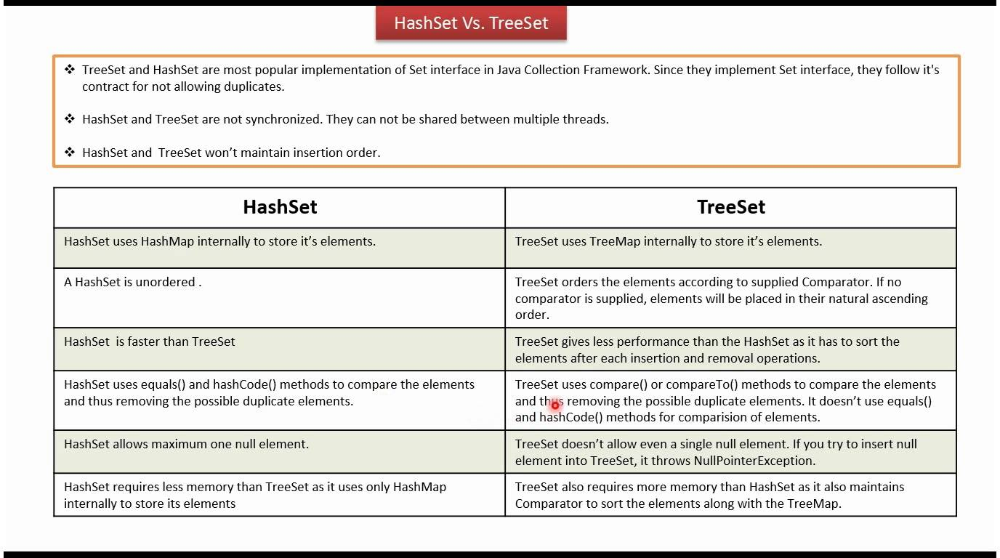 HashSet Vs. TreeSet
❖ TreeSet and HashSet are most popular implementation of Set interface in Java Collection Framework. Since they implement Set interface, they follow it's
contract for not allowing duplicates.
❖ HashSet and TreeSet are not synchronized. They can not be shared between multiple threads.
❖ HashSet and TreeSet won’t maintain insertion order.
HashSet
TreeSet
HashSet uses HashMap internally to store it’s elements.
TreeSet uses TreeMap internally to store it’s elements.
A HashSet is unordered .
TreeSet orders the elements according to supplied Comparator. If no
comparator is supplied, elements will be placed in their natural ascending
order.
HashSet is faster than TreeSet
TreeSet gives less performance than the HashSet as it has to sort the
elements after each insertion and removal operations.
HashSet uses equals() and hashCode() methods to compare the elements
and thus removing the possible duplicate elements.
TreeSet uses compare() or compareTo() methods to compare the elements
and thus removing the possible duplicate elements. It doesn’t use equals()
and hashCode() methods for comparision of elements.
HashSet allows maximum one null element.
TreeSet doesn’t allow even a single null element. If you try to insert null
element into TreeSet, it throws NullPointerException.
HashSet requires less memory than TreeSet as it uses only HashMap
internally to store its elements
TreeSet also requires more memory than HashSet as it also maintains
Comparator to sort the elements along with the TreeMap.